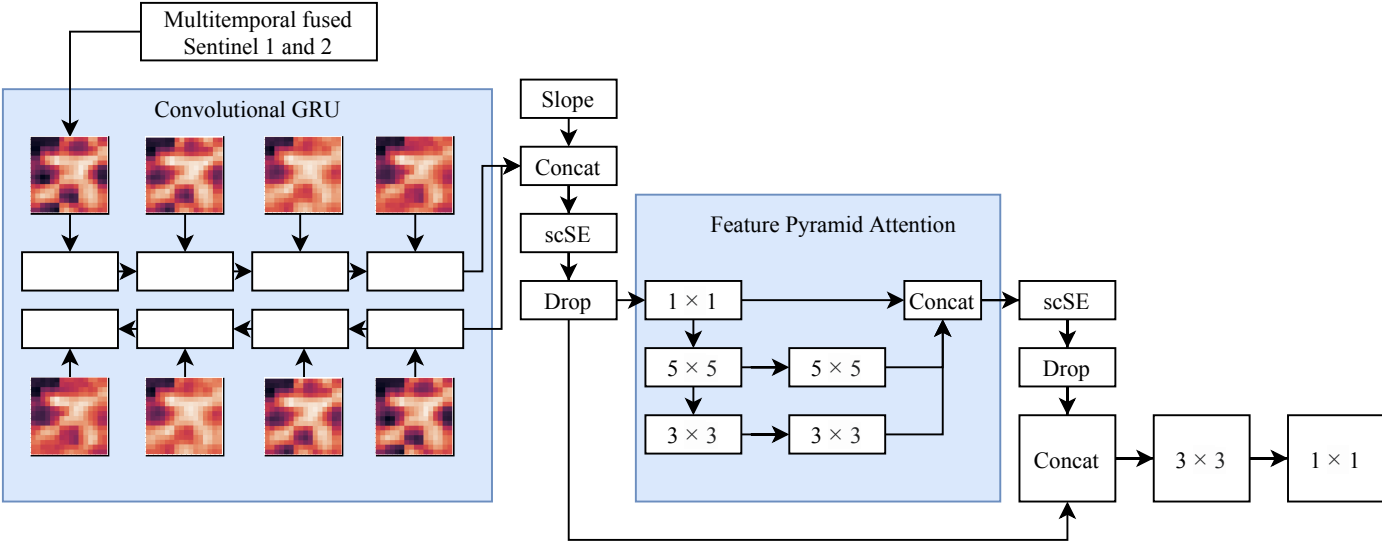 Multitemporal fused
Sentinel 1 and 2
Convolutional GRU
Slope
Concat
scSE
Drop
Feature Pyramid Attention
1 × 1
Concat
5 × 5
5 × 5
3 × 3
3 × 3
scSE
Drop
Concat
3 × 3
1 × 1